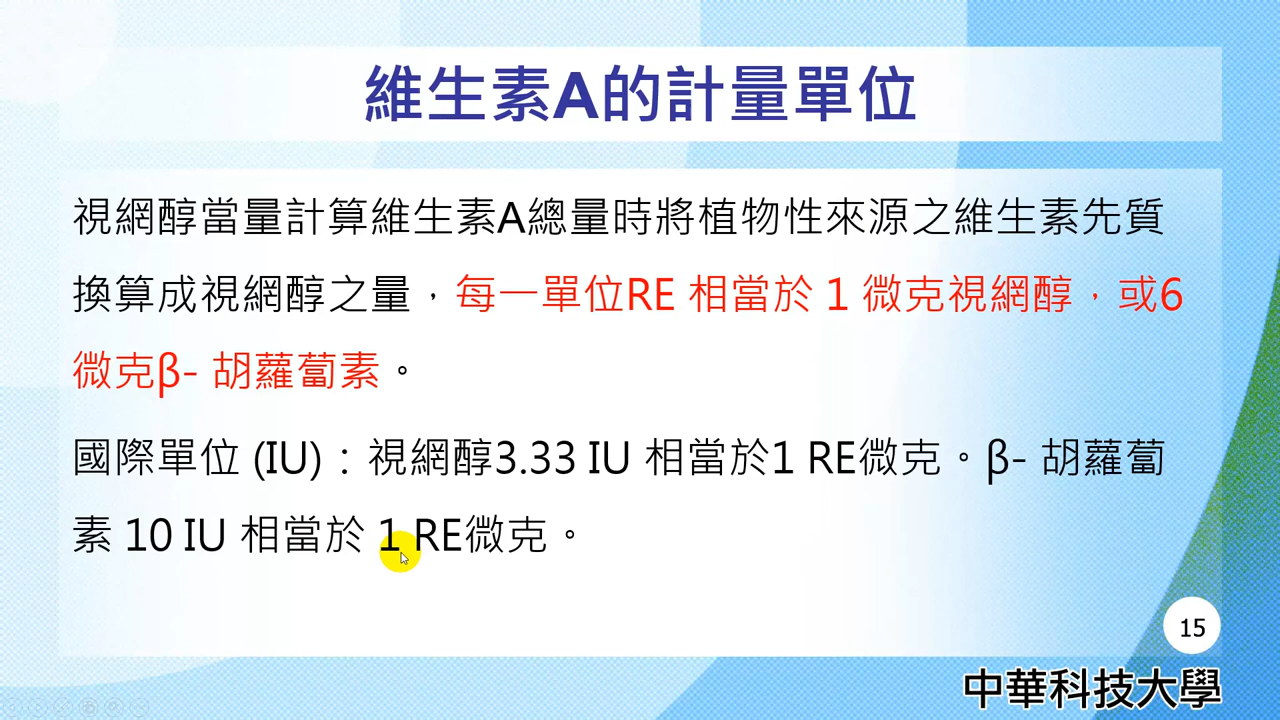 維生素A的計量單位
視網醇當量計算維生素A總量時將植物性來源之維生素先質
換算成視網醇之量，每一單位RE 相當於 1 微克視網醇，或6
微克β- 胡蘿蔔素。
國際單位 (IU)：視網醇3.33 IU 相當於1 RE微克。β- 胡蘿蔔
素 10 IU 相當於 1 RE微克。
15
中華科技大學